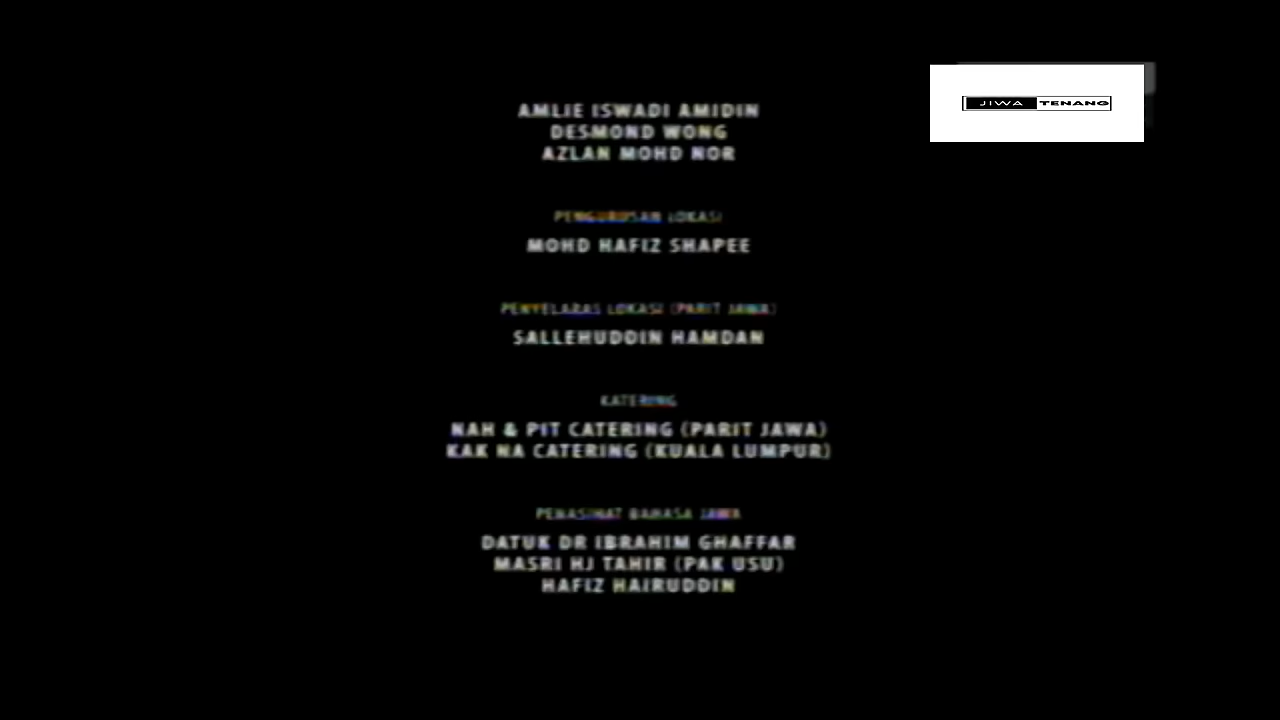 JIWA TENANG
AMLIE ISWADI AMIDIN
DESMOND WONG
AZLAN MOHD NOR
PENGURUSAN LOKASI
MOHD HAFIZ SHAPEE
PENYELARAS LOKASI (PARIT JAWA)
SALLEHUDDIN HAMDAN
KATERING
NAH & PIT CATERING (PARIT JAWA)
KAK NA CATERING (KUALA LUMPUR)
PENASIHAT BAHASA JAWA
DATUK DR IBRAHIM GHAFFAR
MASRI HJ TAHIR (PAK USU)
HAFIZ HAIRUDDIN